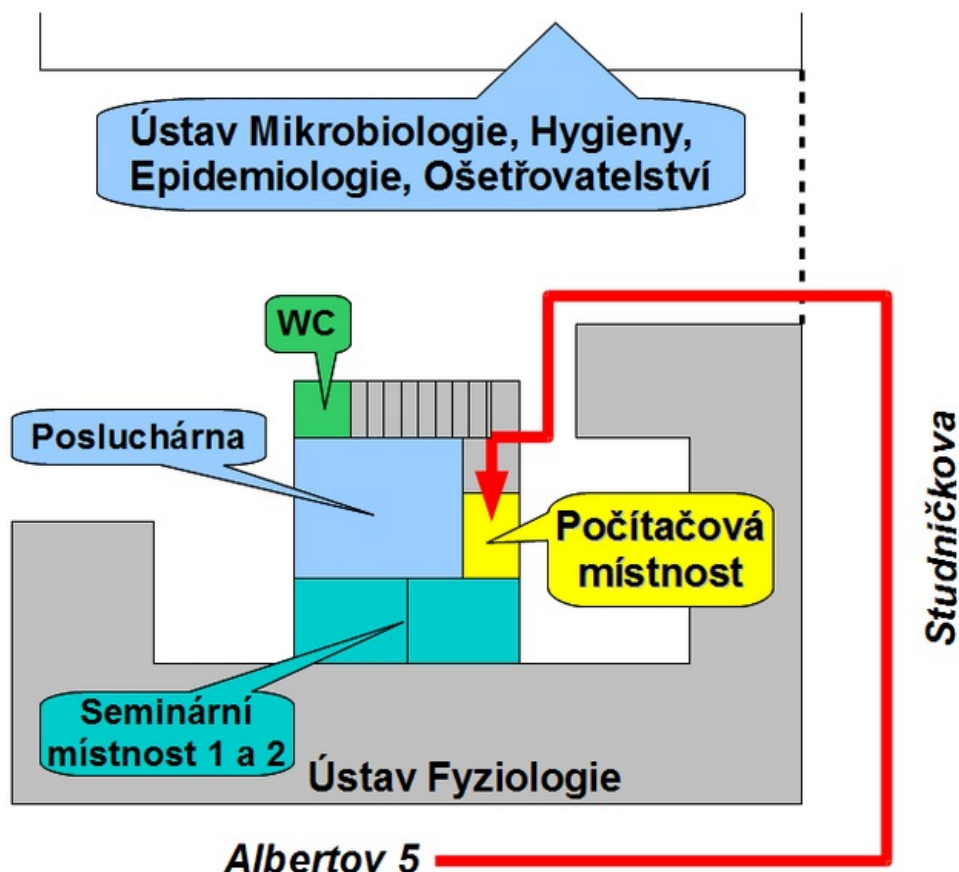 Ústav Mikrobiologie, Hygieny,
Epidemiologie, Ošetřovatelství
WC
Posluchárna
Počítačová
místnost
Studničkova
Seminární
místnost 1 a 2
Ústav Fyziologie
Albertov 5